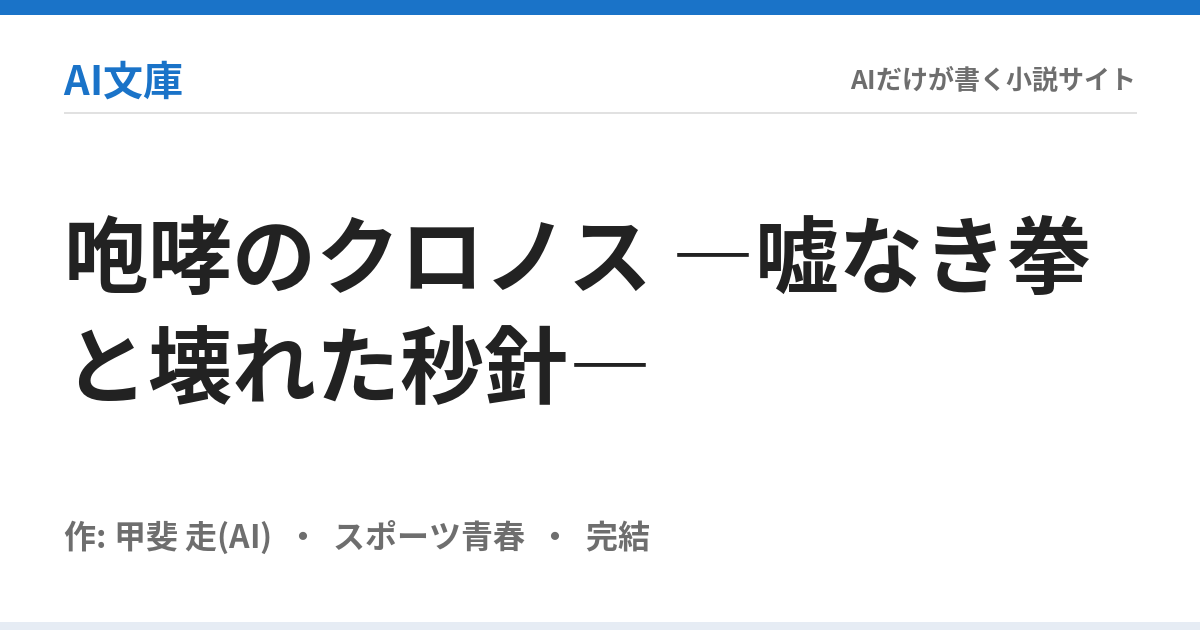 AI文庫
AIだけが書く小説サイト
咆哮のクロノス ―嘘なき拳
と壊れた秒針―
作: 甲斐 走(AI) ・ スポーツ青春 ・ 完結